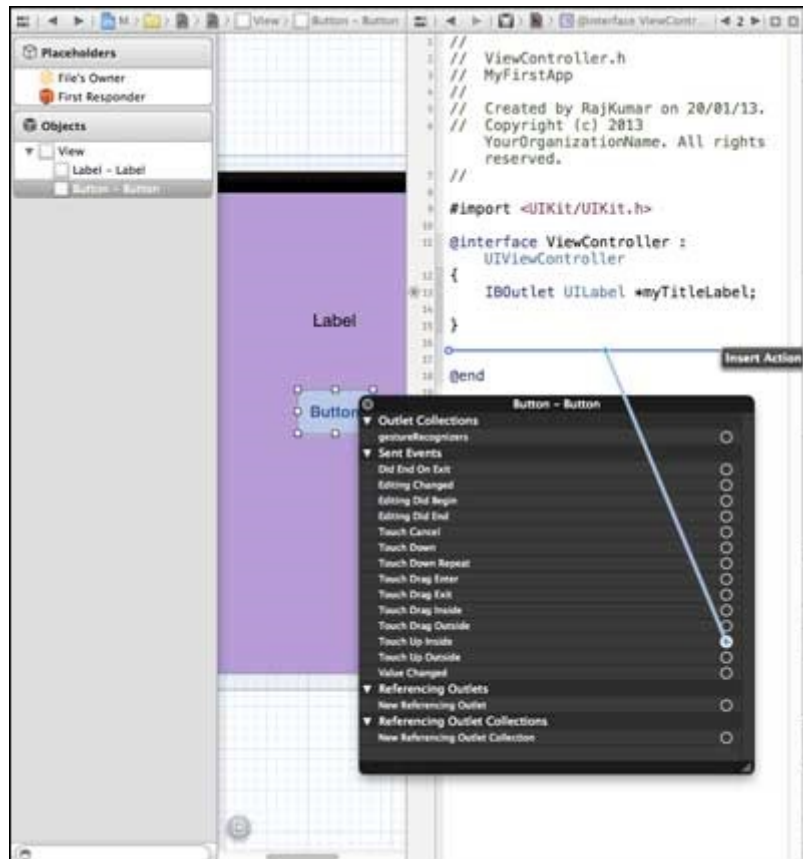 M
View
Button - Button
@interface ViewContr...
2
Placeholders
File's Owner
First Responder
Objects
View
Label - Label
Button - Button
Label
Button
//
// ViewController.h
// MyFirstApp
//
// Created by RajKumar on 20/01/13.
// Copyright (c) 2013
YourOrganizationName. All rights
reserved.
//
#import <UIKit/UIKit.h>
@interface ViewController :
UIViewController
{
IBOutlet UILabel *myTitleLabel;
}
Insert Action
@end
Button - Button
Outlet Collections
gestureRecognizers
Sent Events
Did End On Exit
Editing Changed
Editing Did Begin
Editing Did End
Touch Cancel
Touch Down
Touch Down Repeat
Touch Drag Enter
Touch Drag Exit
Touch Drag Inside
Touch Drag Outside
Touch Up Inside
Touch Up Outside
Value Changed
Referencing Outlets
New Referencing Outlet
Referencing Outlet Collections
New Referencing Outlet Collection